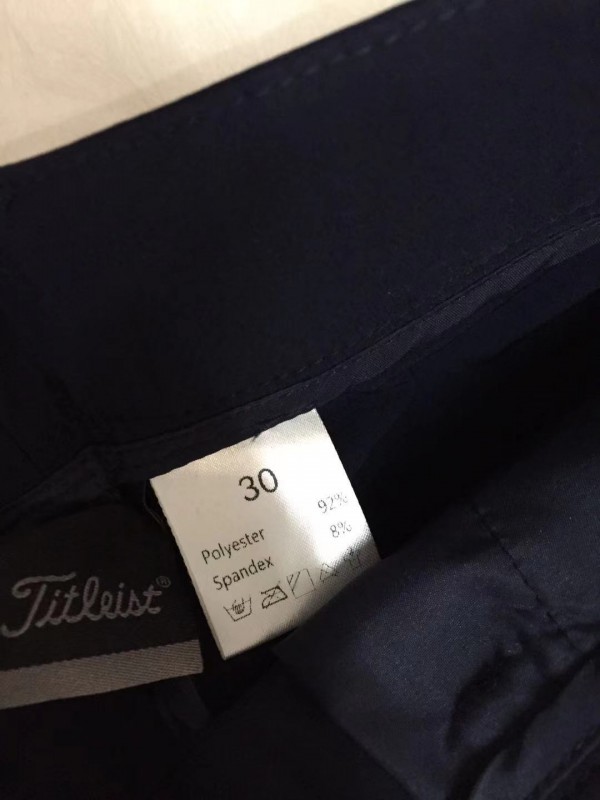 30
92%
Polyester
8%
Spandex
Titleist®